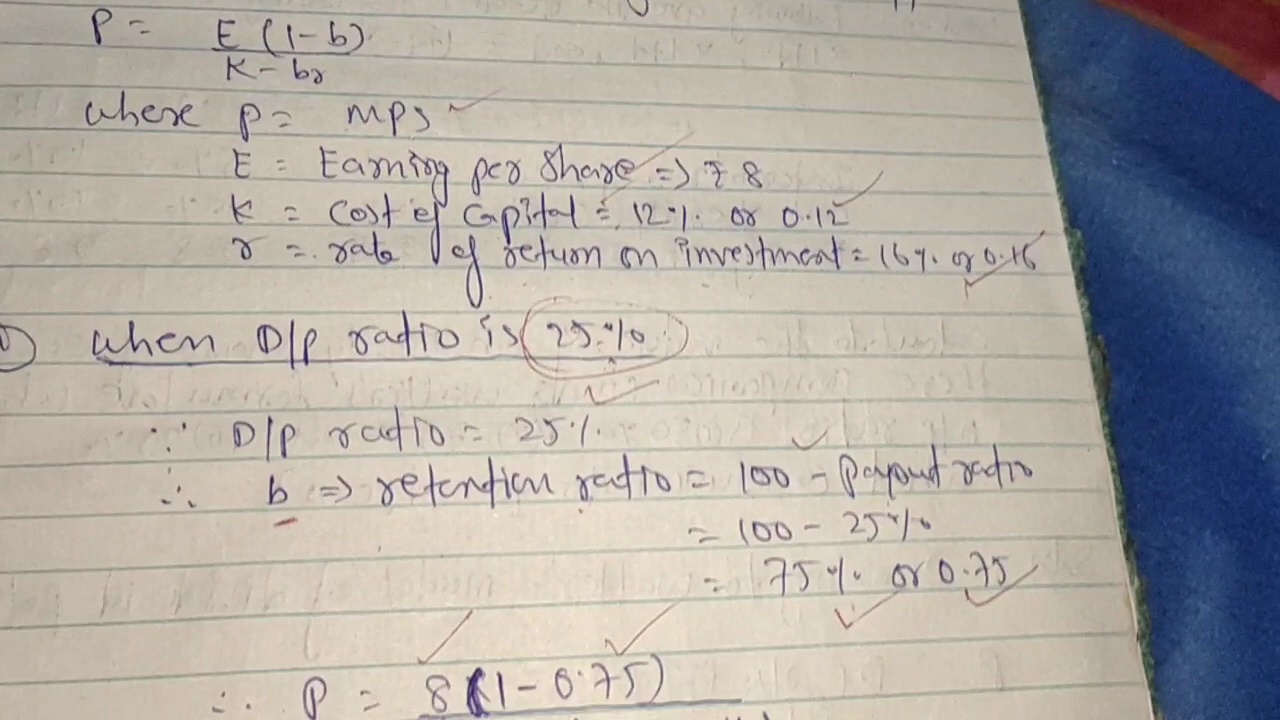 P = E (1-b)
K - br
where P = MPS
E = Earning per Share => ₹ 8
K = Cost of Capital = 12% or 0.12
r = rate of return on investment = 16% or 0.16
when D/P ratio is 25%
∵ D/P ratio = 25%
∴ b => retention ratio = 100 - Payout ratio
= 100 - 25%
= 75% or 0.75
∴ P = 8(1-0.75)